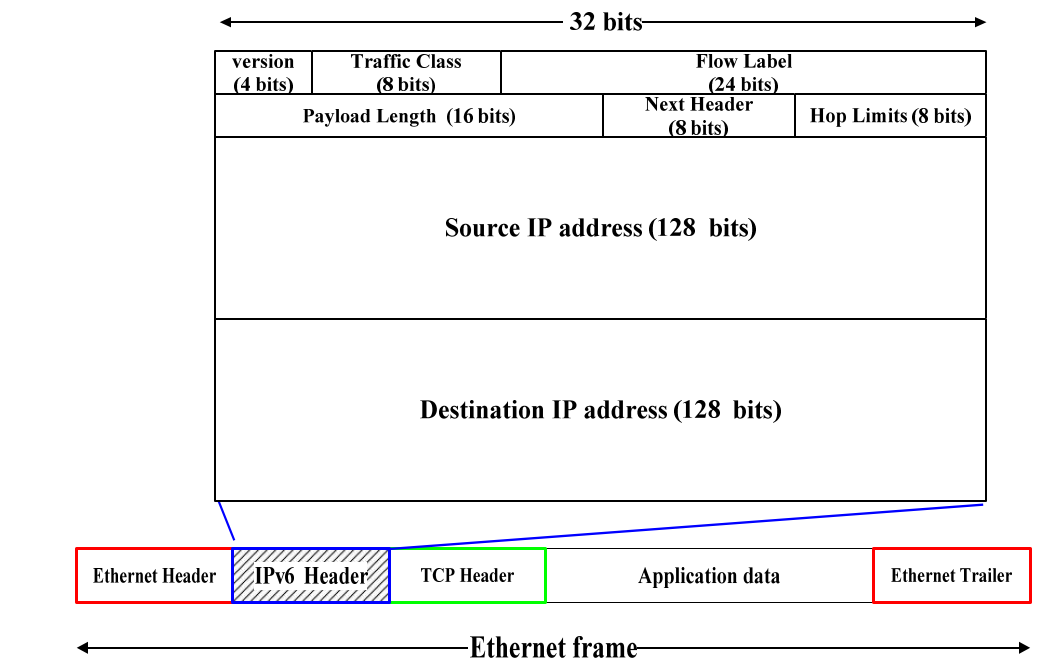 32 bits
version
(4 bits)
Traffic Class
(8 bits)
Flow Label
(24 bits)
Payload Length (16 bits)
Next Header
(8 bits)
Hop Limits (8 bits)
Source IP address (128 bits)
Destination IP address (128 bits)
Ethernet Header
IPv6 Header
TCP Header
Application data
Ethernet Trailer
Ethernet frame